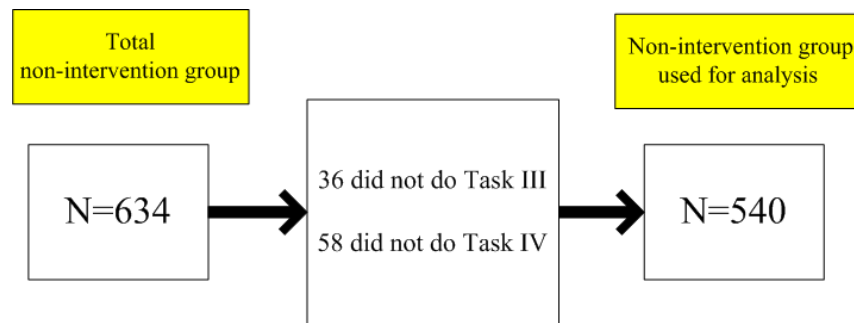 Total
non-intervention group
Non-intervention group
used for analysis
N=634
36 did not do Task III
58 did not do Task IV
N=540